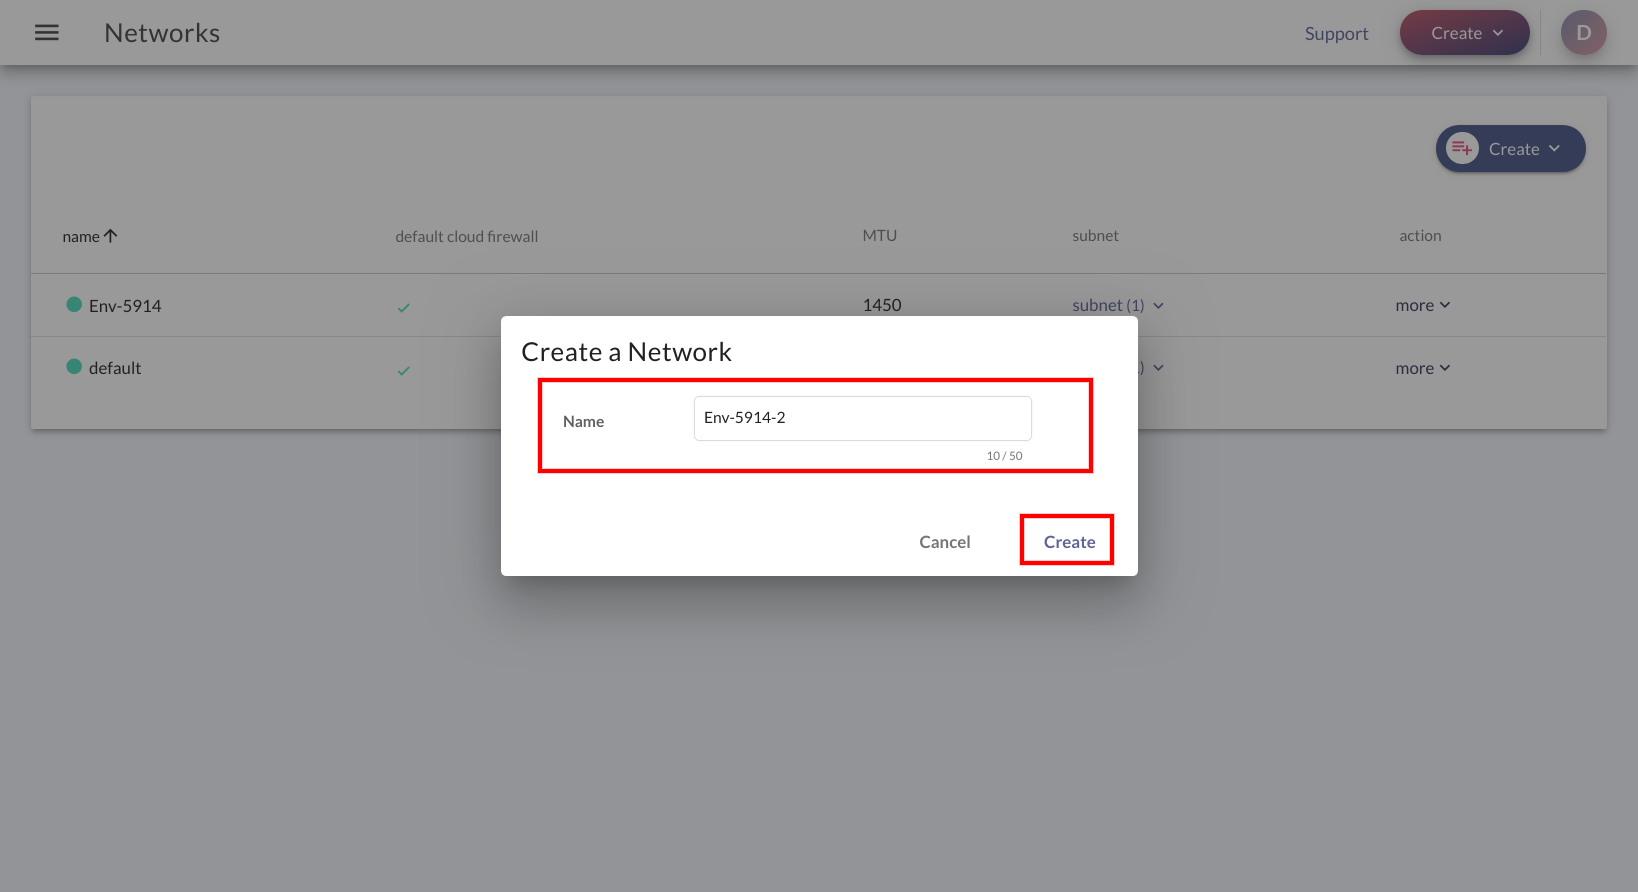 Networks
Support
Create
D
Create
name
default cloud firewall
MTU
subnet
action
Env-5914
1450
subnet (1)
more
default
more
Create a Network
Name
Env-5914-2
10 / 50
Cancel
Create